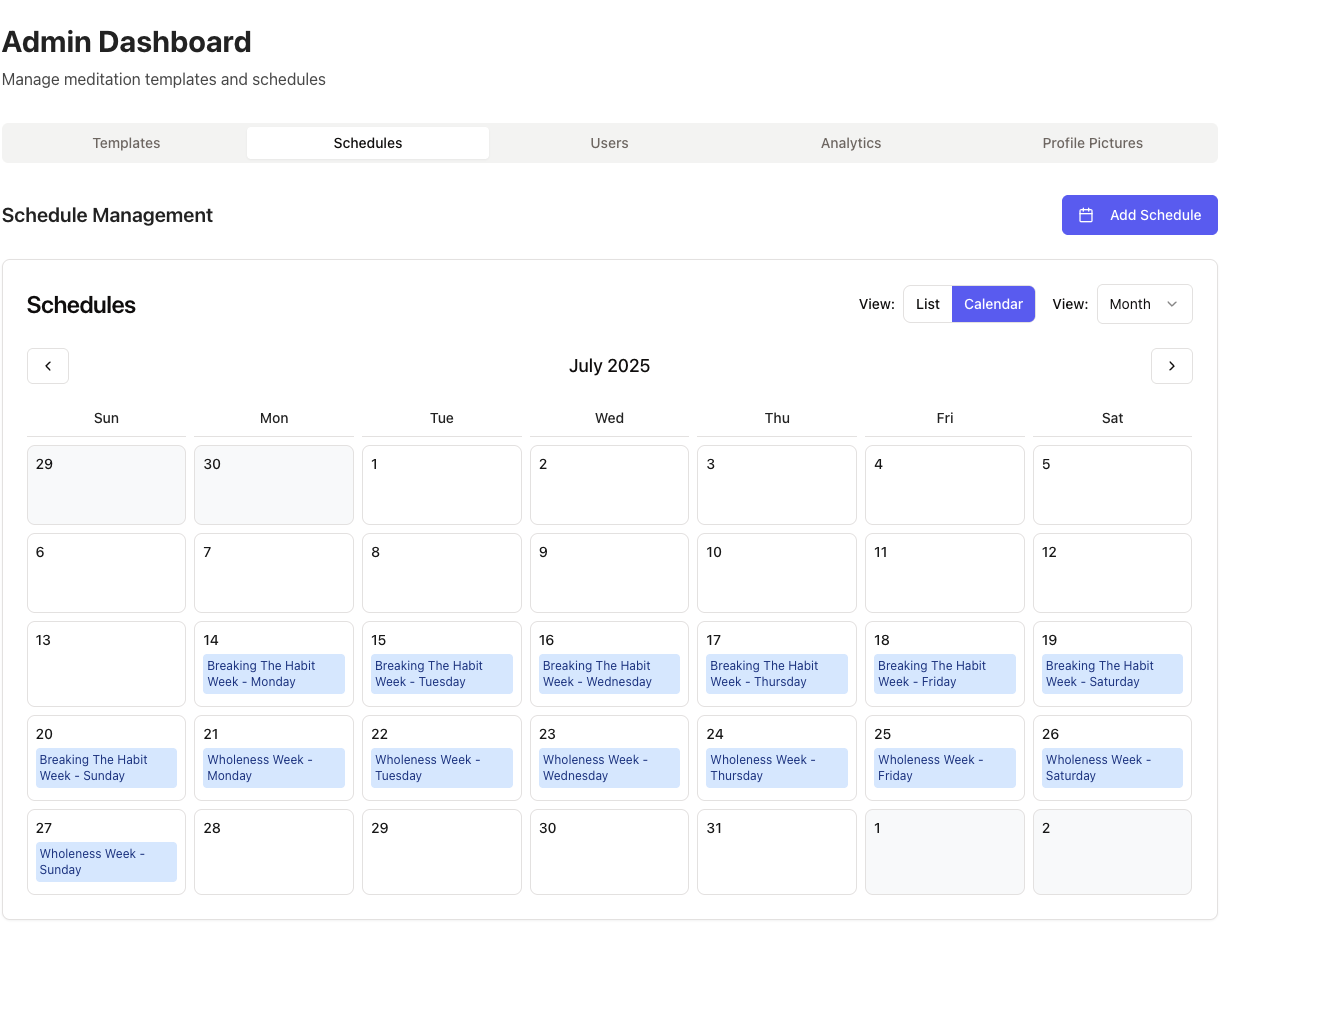 Admin Dashboard
Manage meditation templates and schedules
Templates
Schedules
Users
Analytics
Profile Pictures
Schedule Management
Add Schedule
Schedules
View:
List
Calendar
View:
Month
July 2025
Sun
Mon
Tue
Wed
Thu
Fri
Sat
29
30
1
2
3
4
5
6
7
8
9
10
11
12
13
14
Breaking The Habit
Week - Monday
15
Breaking The Habit
Week - Tuesday
16
Breaking The Habit
Week - Wednesday
17
Breaking The Habit
Week - Thursday
18
Breaking The Habit
Week - Friday
19
Breaking The Habit
Week - Saturday
20
Breaking The Habit
Week - Sunday
21
Wholeness Week -
Monday
22
Wholeness Week -
Tuesday
23
Wholeness Week -
Wednesday
24
Wholeness Week -
Thursday
25
Wholeness Week -
Friday
26
Wholeness Week -
Saturday
27
Wholeness Week -
Sunday
28
29
30
31
1
2